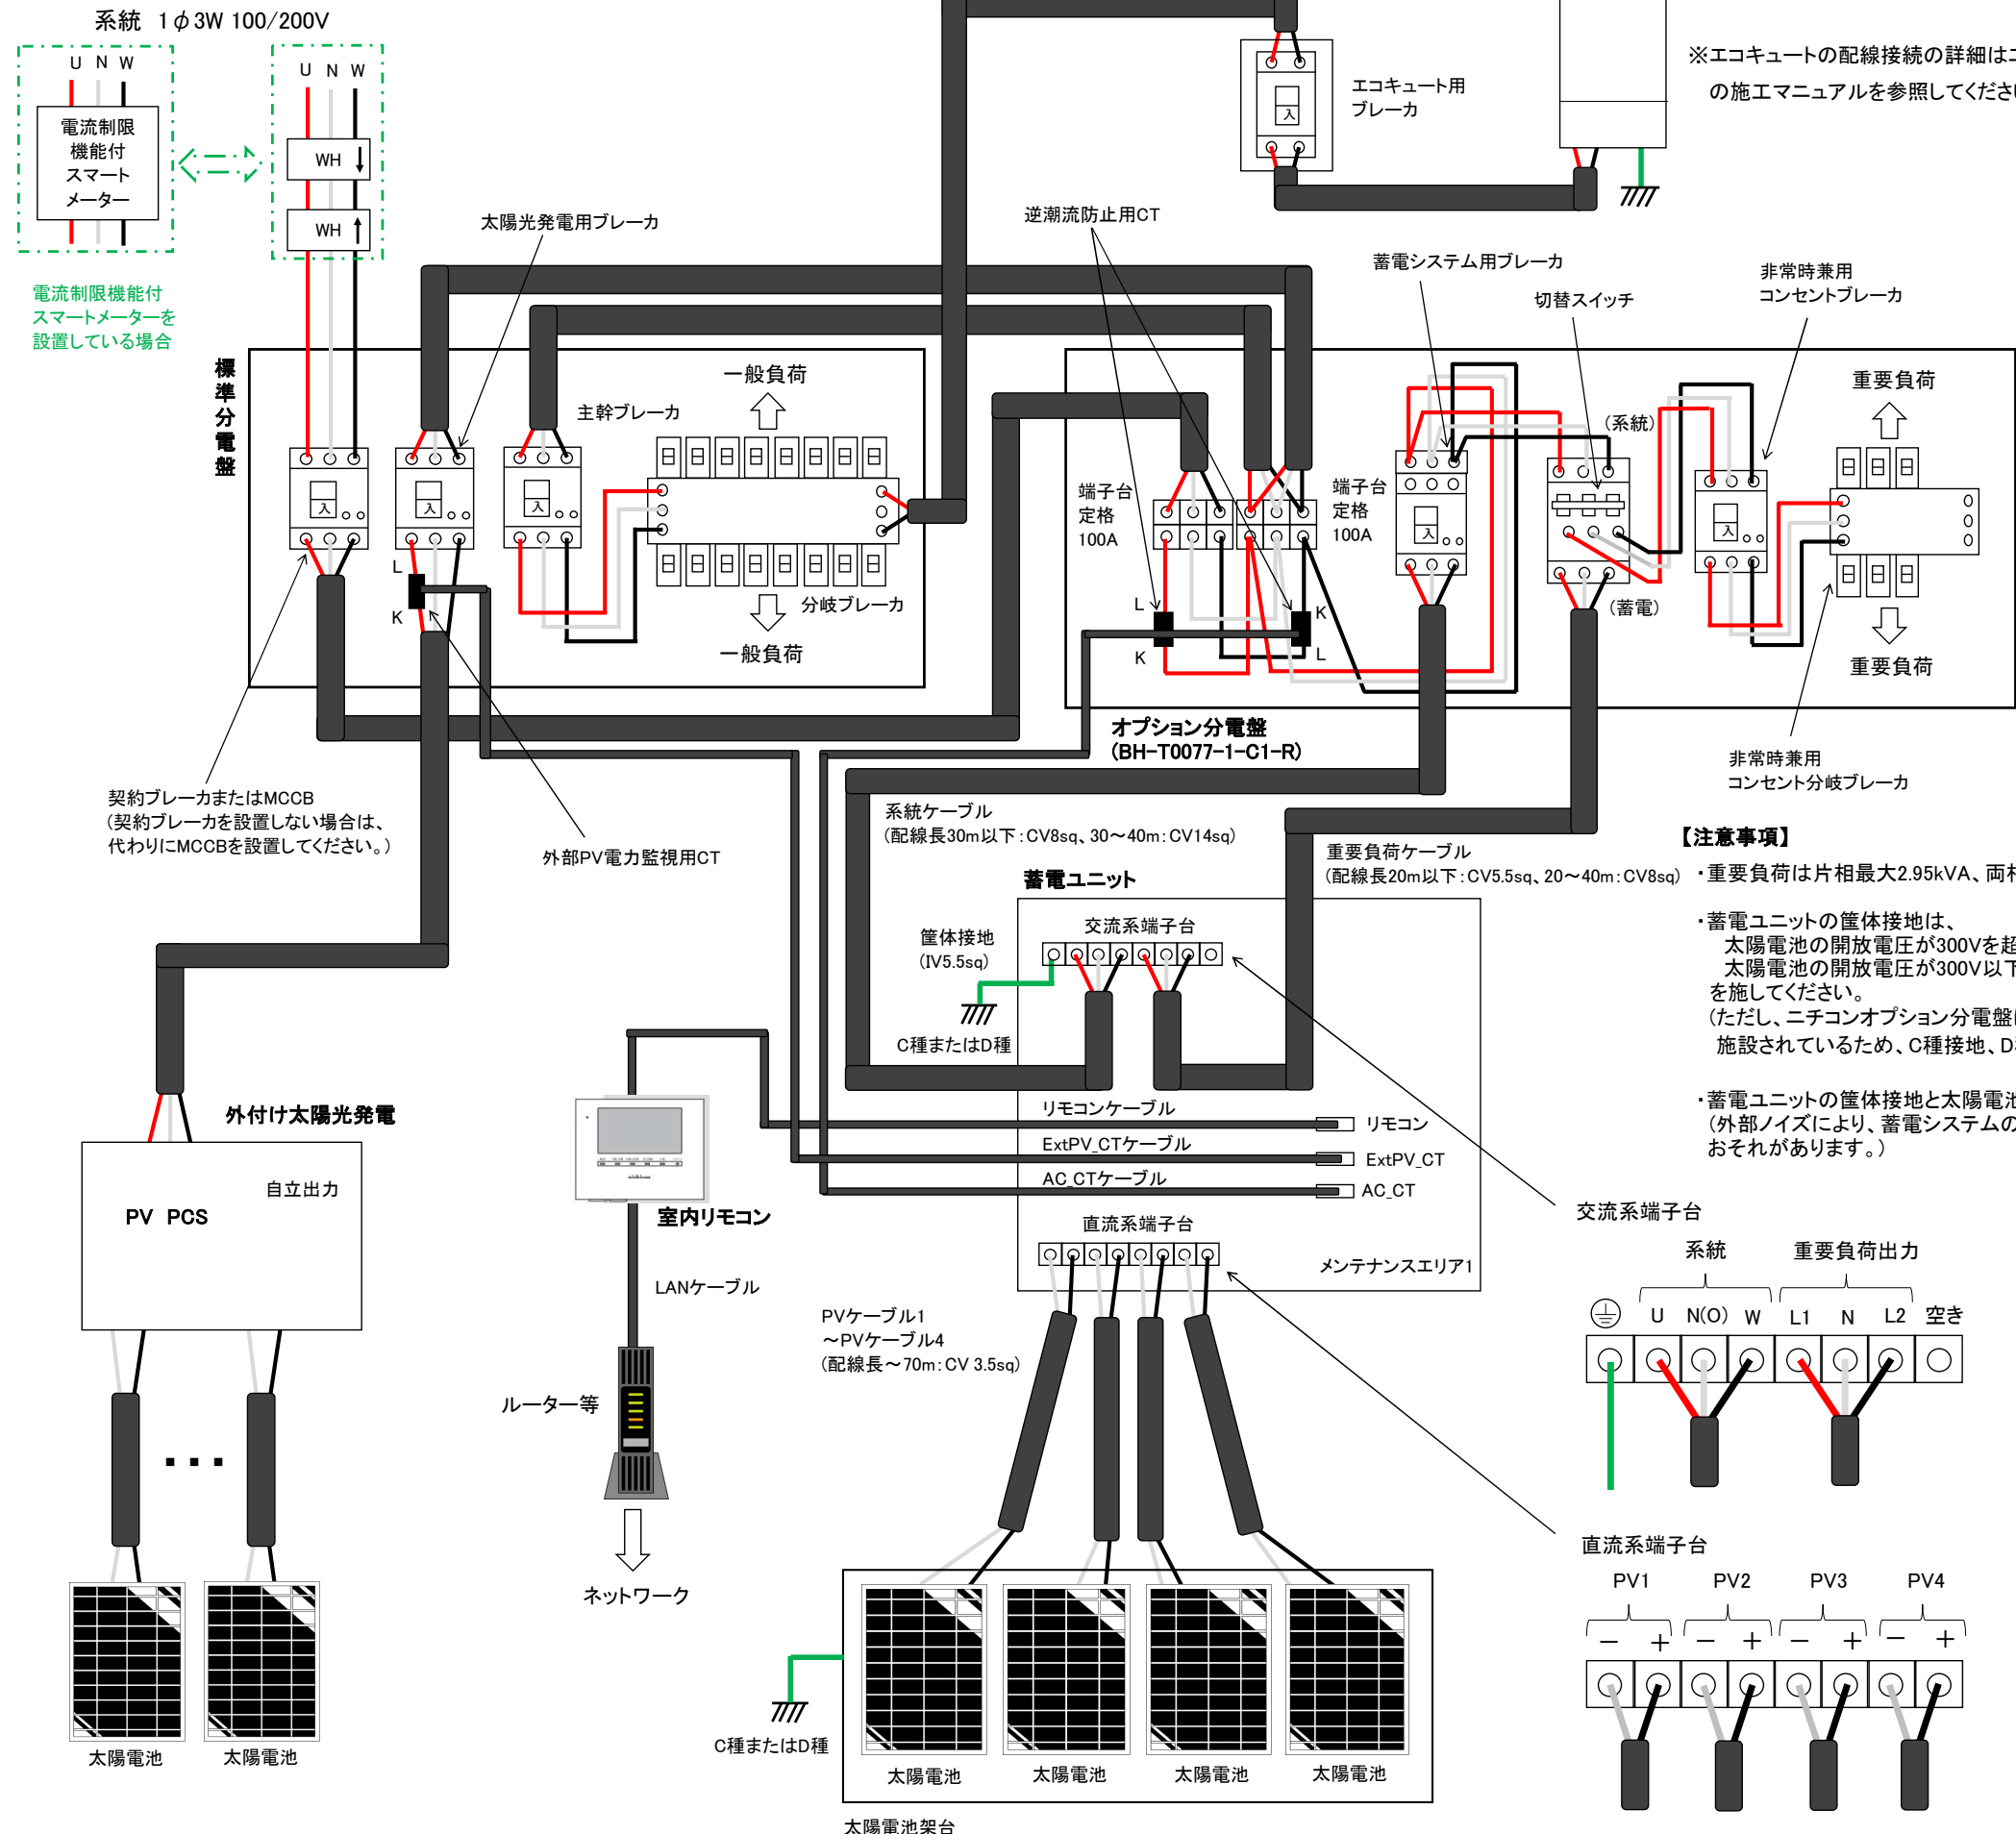 系統 1φ3W 100/200V
U N W
電流制限
機能付
スマート
メーター
U N W
WH
WH
電流制限機能付
スマートメーターを
設置している場合
エコキュート用
ブレーカ
入
※エコキュートの配線接続の詳細は
の施工マニュアルを参照してくださ
太陽光発電用ブレーカ
逆潮流防止用CT
蓄電システム用ブレーカ
切替スイッチ
非常時兼用
コンセントブレーカ
標準分電盤
主幹ブレーカ
一般負荷
入
入
入
L
K
分岐ブレーカ
一般負荷
端子台
定格
100A
端子台
定格
100A
入
(系統)
(蓄電)
入
重要負荷
重要負荷
L
K
K
L
オプション分電盤
(BH-T0077-1-C1-R)
非常時兼用
コンセント分岐ブレーカ
契約ブレーカまたはMCCB
(契約ブレーカを設置しない場合は、
代わりにMCCBを設置してください。)
外部PV電力監視用CT
系統ケーブル
(配線長30m以下:CV8sq、30～40m:CV14sq)
重要負荷ケーブル
(配線長20m以下:CV5.5sq、20～40m:CV8sq)
【注意事項】
・重要負荷は片相最大2.95kVA、両
・蓄電ユニットの筐体接地は、
太陽電池の開放電圧が300Vを超
太陽電池の開放電圧が300V以下
を施してください。
(ただし、ニチコンオプション分電盤
施設されているため、C種接地、D
・蓄電ユニットの筐体接地と太陽電池
(外部ノイズにより、蓄電システムの
おそれがあります。)
蓄電ユニット
交流系端子台
筐体接地
(IV5.5sq)
C種またはD種
リモコンケーブル
リモコン
ExtPV_CTケーブル
ExtPV_CT
AC_CTケーブル
AC_CT
直流系端子台
メンテナンスエリア1
外付け太陽光発電
自立出力
PV PCS
室内リモコン
LANケーブル
ルーター等
ネットワーク
PVケーブル1
～PVケーブル4
(配線長～70m:CV 3.5sq)
交流系端子台
系統 重要負荷出力
U N(O) W L1 N L2 空き
直流系端子台
PV1 PV2 PV3 PV4
－ ＋ － ＋ － ＋ － ＋
…
太陽電池 太陽電池
C種またはD種
太陽電池 太陽電池 太陽電池 太陽電池
太陽電池架台